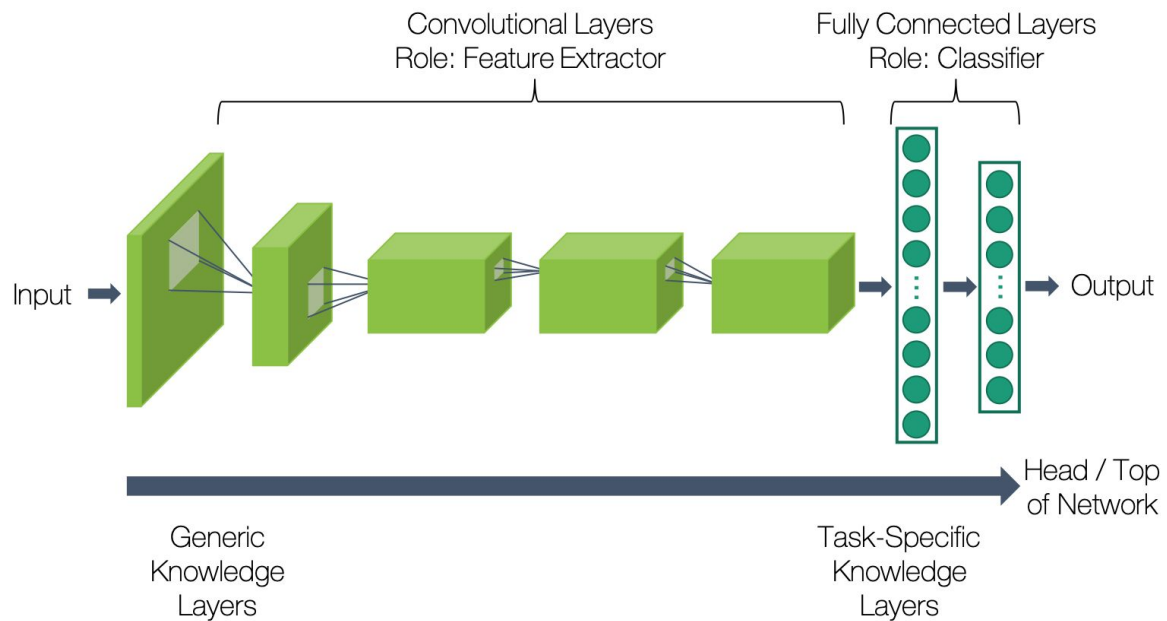 Convolutional Layers
Role: Feature Extractor
Fully Connected Layers
Role: Classifier
Input
Output
Head / Top
of Network
Generic
Knowledge
Layers
Task-Specific
Knowledge
Layers